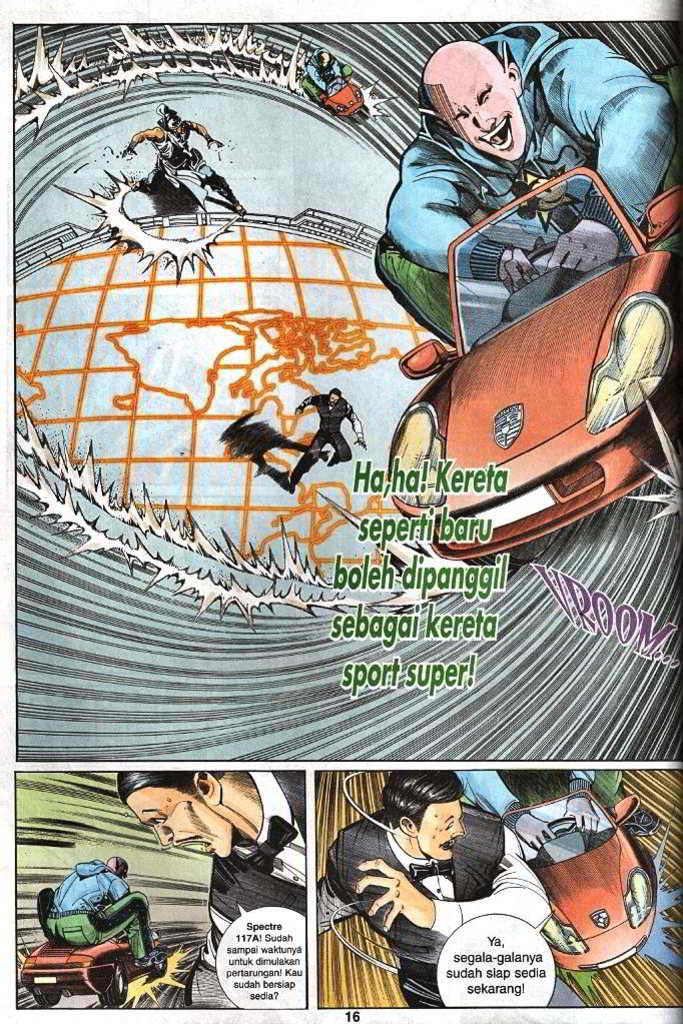 Ha,ha! Kereta
seperti baru
boleh dipanggil
sebagai kereta
sport super!
VROOM...
Spectre
117A! Sudah
sampai waktunya
untuk dimulakan
pertarungan! Kau
sudah bersiap
sedia?
Ya,
segala-galanya
sudah siap sedia
sekarang!
16